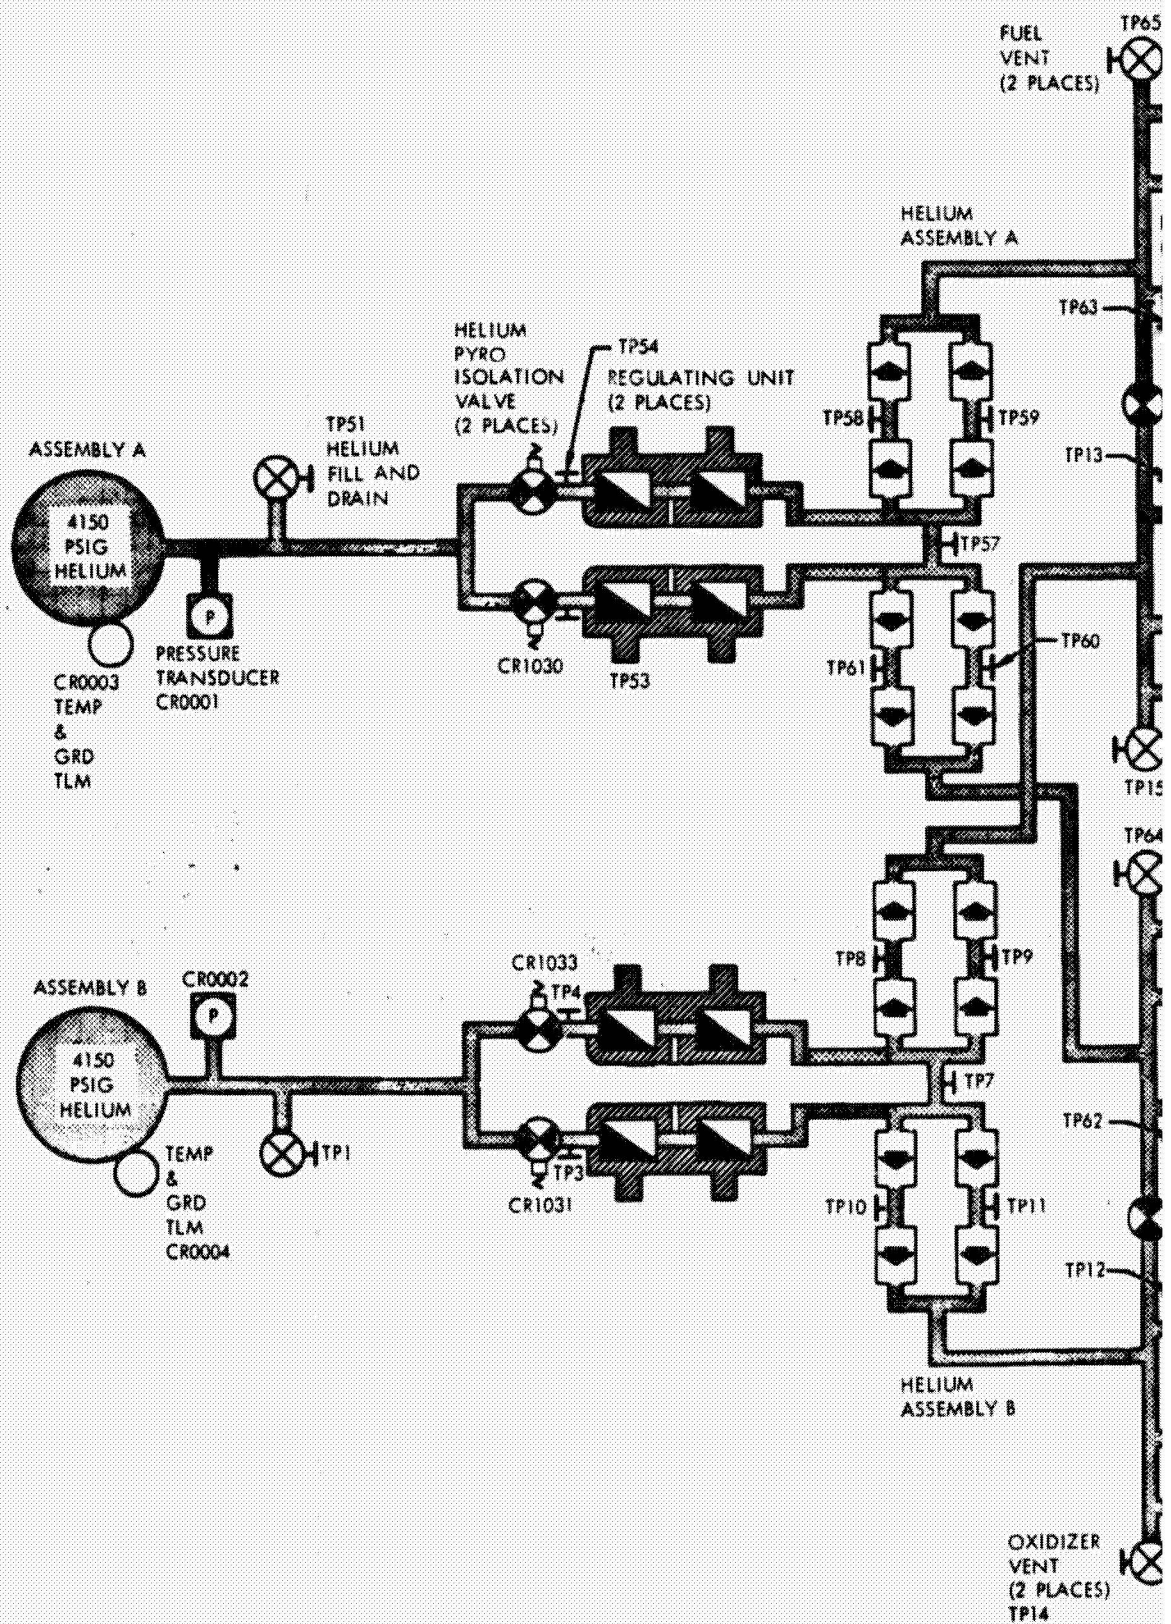 TP65
FUEL
VENT
(2 PLACES)
HELIUM
ASSEMBLY A
TP63
HELIUM
PYRO
ISOLATION
VALVE
(2 PLACES)
TP54
REGULATING UNIT
(2 PLACES)
TP58
TP59
TP13
ASSEMBLY A
TP51
HELIUM
FILL AND
DRAIN
4150
PSIG
HELIUM
P
TP57
PRESSURE
TRANSDUCER
CR0001
CR0003
TEMP
&
GRD
TLM
CR1030
TP53
TP61
TP60
TP15
TP64
ASSEMBLY B
CR0002
P
CR1033
TP4
TP8
TP9
4150
PSIG
HELIUM
TP7
TP1
TP3
CR1031
TP62
TEMP
&
GRD
TLM
CR0004
TP10
TP11
TP12
HELIUM
ASSEMBLY B
OXIDIZER
VENT
(2 PLACES)
TP14